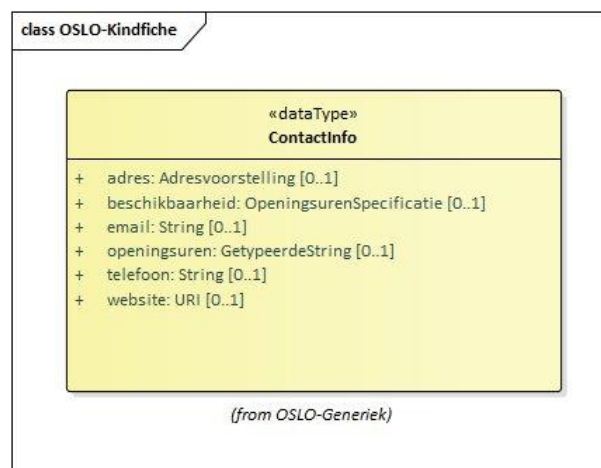 class OSLO-Kindfiche
«dataType»
ContactInfo
+ adres: Adresvoorstelling [0..1]
+ beschikbaarheid: OpeningsurenSpecificatie [0..1]
+ email: String [0..1]
+ openingsuren: GetypeerdeString [0..1]
+ telefoon: String [0..1]
+ website: URI [0..1]
(from OSLO-Generiek)